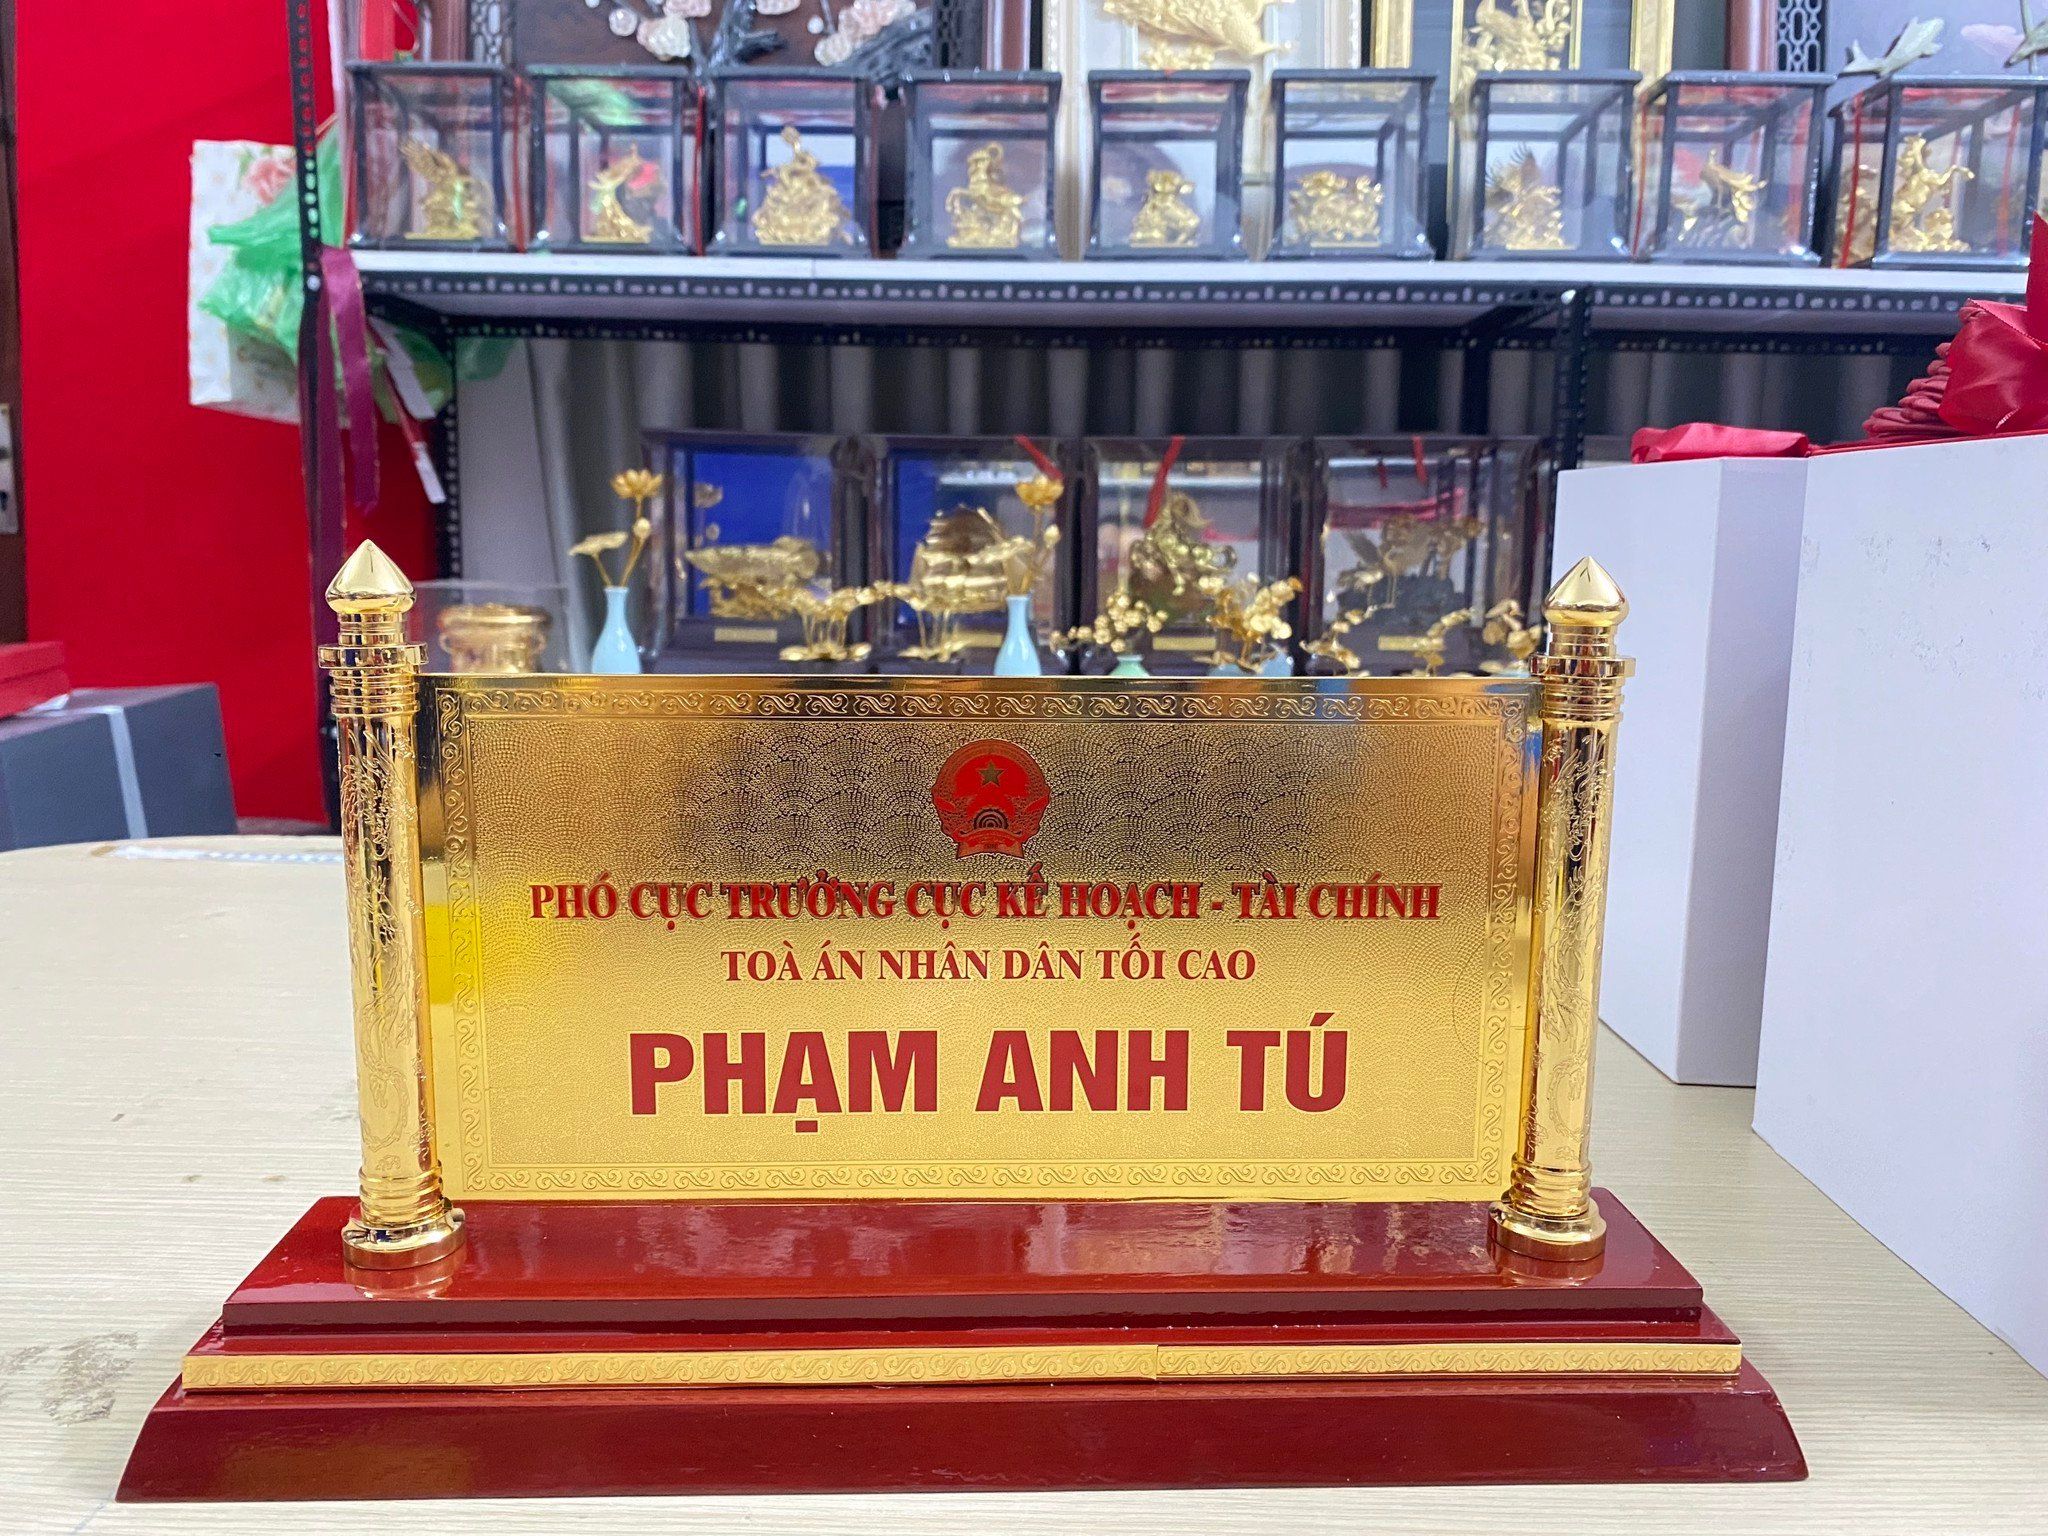 PHÓ CỤC TRƯỞNG CỤC KẾ HOẠCH - TÀI CHÍNH
TOÀ ÁN NHÂN DÂN TỐI CAO
PHẠM ANH TÚ